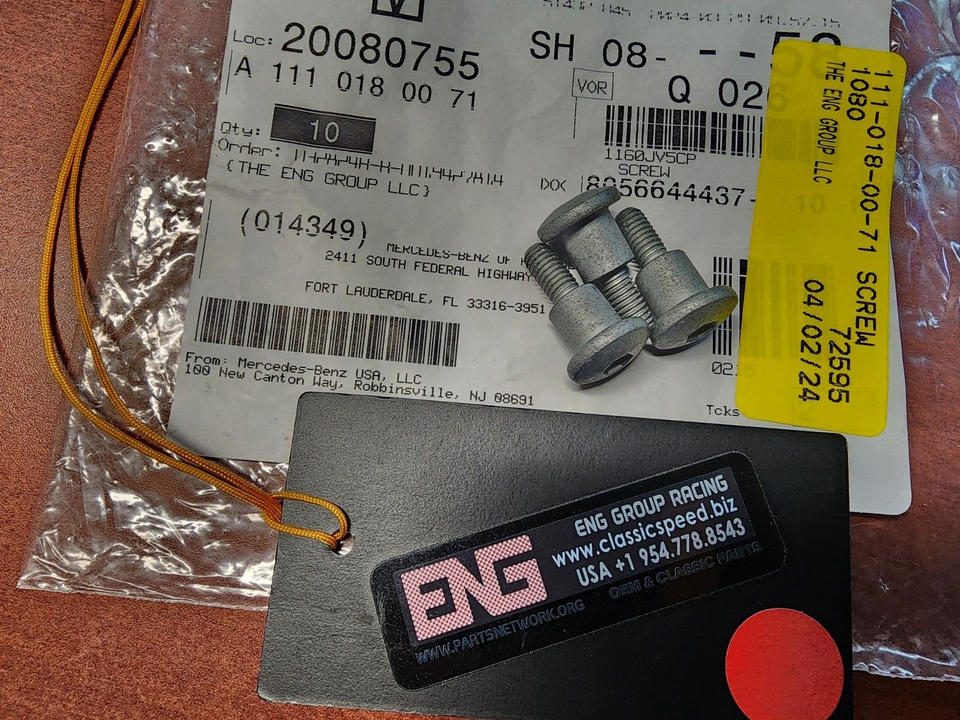 Loc: 20080755
A 111 018 00 71
SH 08- - -
VOR
Q 026
Qty: 10
Order:
{THE ENG GROUP LLC}
1160JV5CP
SCREW
DOC 8856644437-
(014349)
MERCEDES-BENZ OF
2411 SOUTH FEDERAL HIGHWAY
FORT LAUDERDALE, FL 33316-3951
From: Mercedes-Benz USA, LLC
100 New Canton Way, Robbinsville, NJ 08691
Tcks
111-018-00-71 SCREW
1080 72595
THE ENG GROUP LLC 04/02/24
10
ENG
ENG GROUP RACING
www.classicspeed.biz
USA +1 954.778.8543
WWW.PARTSNETWORK.ORG OEM & CLASSIC PARTS